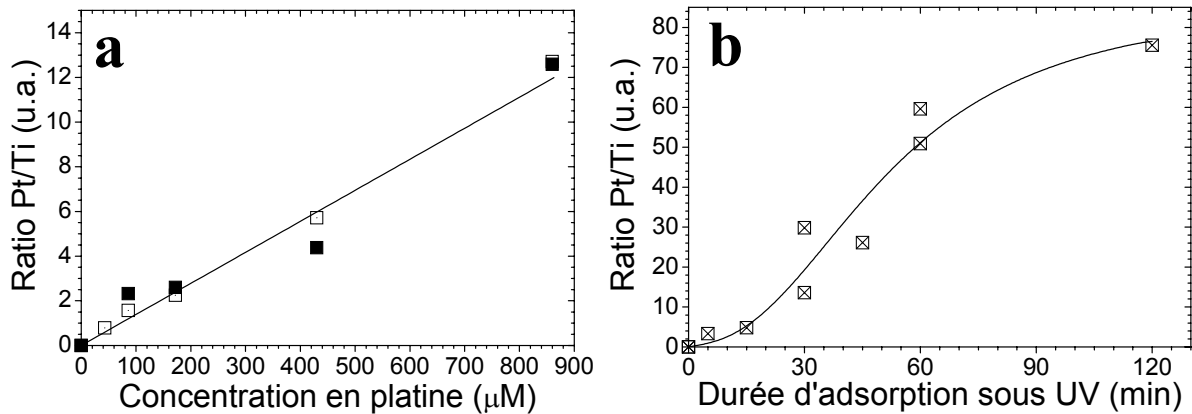 a
Ratio Pt/Ti (u.a.)
14
12
10
8
6
4
2
0
0 100 200 300 400 500 600 700 800 900
Concentration en platine (μM)
b
Ratio Pt/Ti (u.a.)
80
70
60
50
40
30
20
10
0
0 30 60 90 120
Durée d'adsorption sous UV (min)